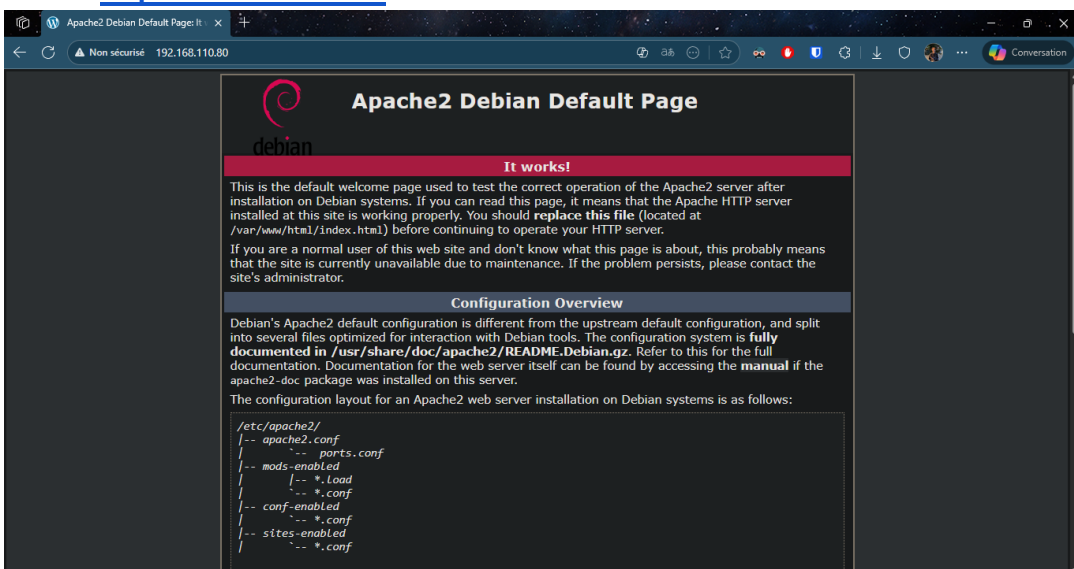 Apache2 Debian Default Page: It
Non sécurisé 192.168.110.80
Conversation
debian
Apache2 Debian Default Page
It works!
This is the default welcome page used to test the correct operation of the Apache2 server after
installation on Debian systems. If you can read this page, it means that the Apache HTTP server
installed at this site is working properly. You should replace this file (located at
/var/www/html/index.html) before continuing to operate your HTTP server.
If you are a normal user of this web site and don't know what this page is about, this probably means
that the site is currently unavailable due to maintenance. If the problem persists, please contact the
site's administrator.
Configuration Overview
Debian's Apache2 default configuration is different from the upstream default configuration, and split
into several files optimized for interaction with Debian tools. The configuration system is fully
documented in /usr/share/doc/apache2/README.Debian.gz. Refer to this for the full
documentation. Documentation for the web server itself can be found by accessing the manual if the
apache2-doc package was installed on this server.
The configuration layout for an Apache2 web server installation on Debian systems is as follows:
/etc/apache2/
|-- apache2.conf
|       `-- ports.conf
|-- mods-enabled
|       |-- *.load
|       `-- *.conf
|-- conf-enabled
|       `-- *.conf
|-- sites-enabled
|       `-- *.conf